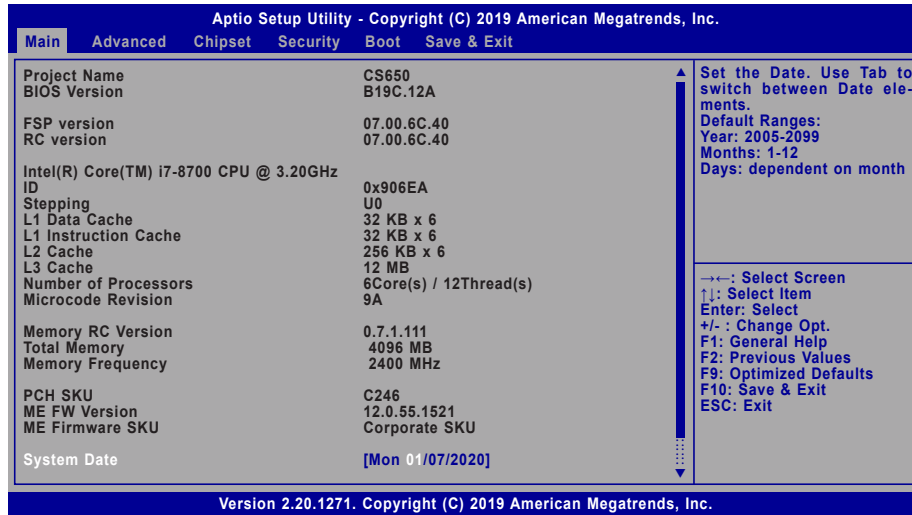 Aptio Setup Utility - Copyright (C) 2019 American Megatrends, Inc.
Main Advanced Chipset Security Boot Save & Exit
Project Name CS650
BIOS Version B19C.12A
FSP version 07.00.6C.40
RC version 07.00.6C.40
Intel(R) Core(TM) i7-8700 CPU @ 3.20GHz
ID 0x906EA
Stepping U0
L1 Data Cache 32 KB x 6
L1 Instruction Cache 32 KB x 6
L2 Cache 256 KB x 6
L3 Cache 12 MB
Number of Processors 6Core(s) / 12Thread(s)
Microcode Revision 9A
Memory RC Version 0.7.1.111
Total Memory 4096 MB
Memory Frequency 2400 MHz
PCH SKU C246
ME FW Version 12.0.55.1521
ME Firmware SKU Corporate SKU
System Date [Mon 01/07/2020]
Set the Date. Use Tab to
switch between Date ele-
ments.
Default Ranges:
Year: 2005-2099
Months: 1-12
Days: dependent on month
→←: Select Screen
↑↓: Select Item
Enter: Select
+/- : Change Opt.
F1: General Help
F2: Previous Values
F9: Optimized Defaults
F10: Save & Exit
ESC: Exit
Version 2.20.1271. Copyright (C) 2019 American Megatrends, Inc.